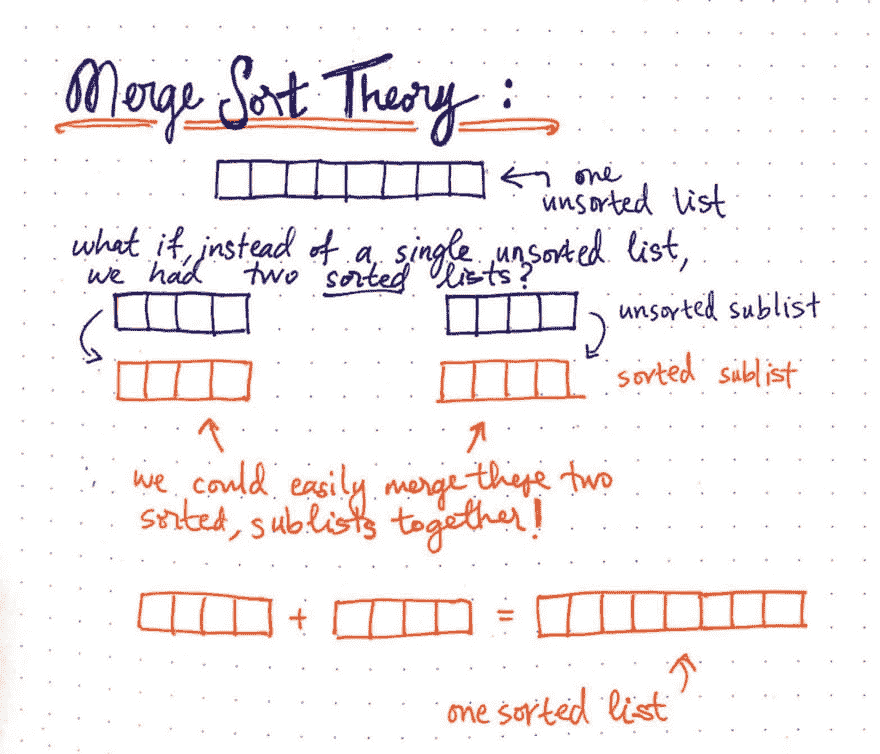 Merge Sort Theory:
one
unsorted list
what if, instead of a single unsorted list,
we had two sorted lists?
unsorted sublist
sorted sublist
we could easily merge these two
sorted, sublists together!
+ =
one sorted list